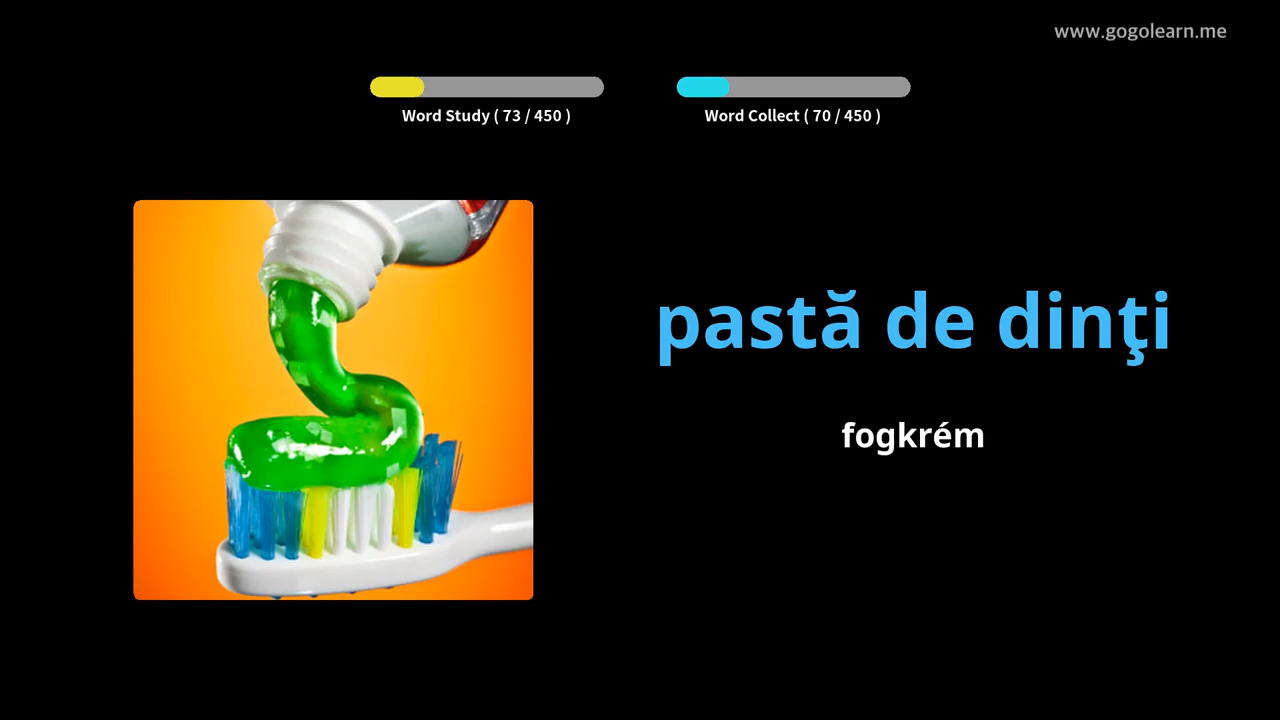 www.gogolearn.me
Word Study ( 73 / 450 )
Word Collect ( 70 / 450 )
pastă de dinţi
fogkrém